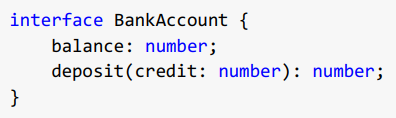 interface BankAccount {
    balance: number;
    deposit(credit: number): number;
}